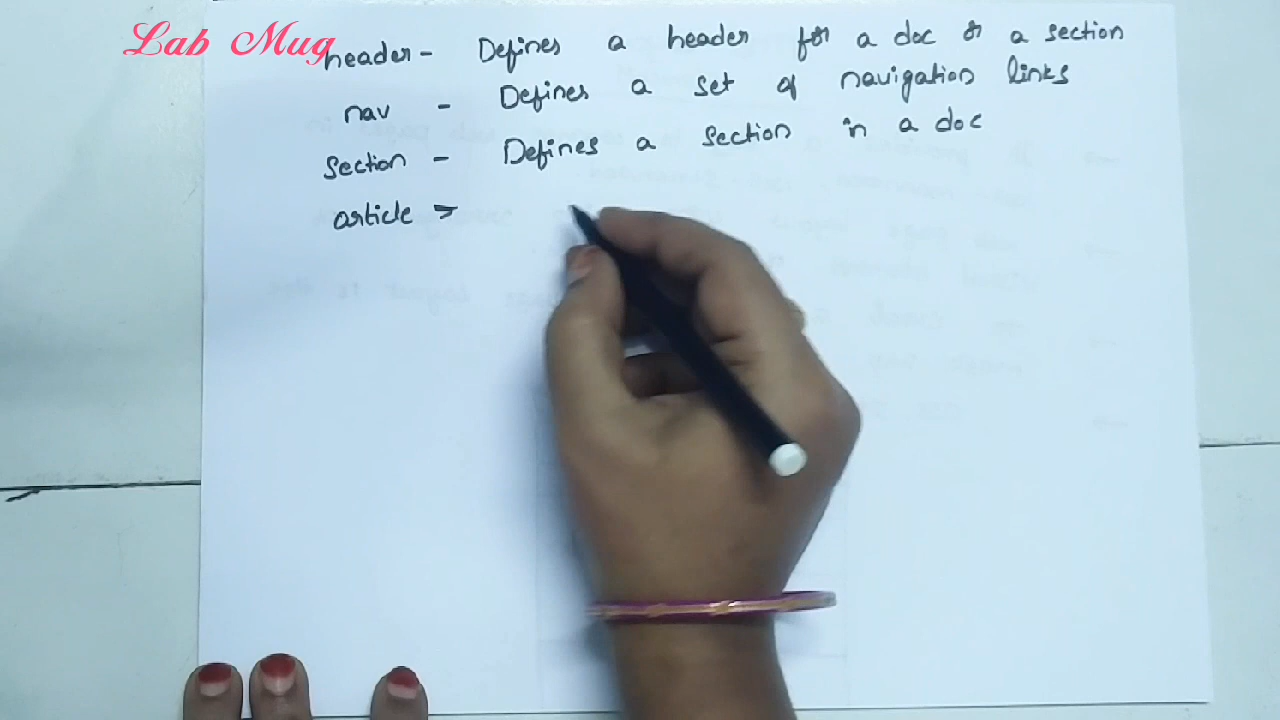 Lab Mug
header - Defines a header for a doc or a section
nav - Defines a set of navigation links
section - Defines a section in a doc
article -